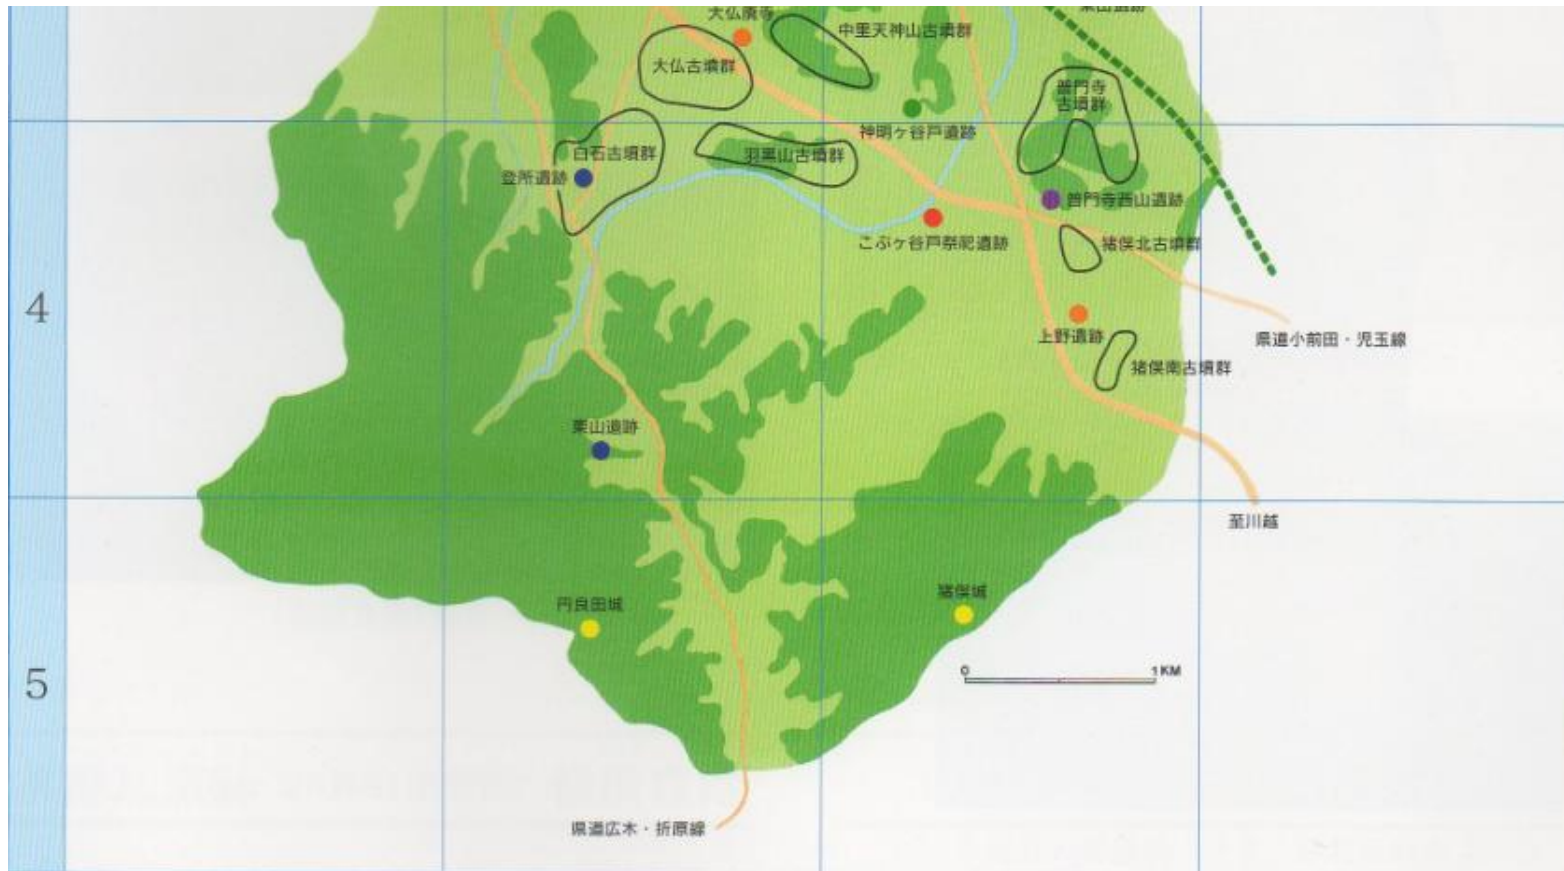 大仏廃寺
中里天神山古墳群
大仏古墳群
普門寺
古墳群
神明ヶ谷戸遺跡
白石古墳群
羽黒山古墳群
登所遺跡
普門寺西山遺跡
こぶヶ谷戸祭祀遺跡
猪俣北古墳群
4
上野遺跡
県道小前田・児玉線
猪俣南古墳群
栗山遺跡
至川越
円良田城
猪俣城
0 1KM
5
県道広木・折原線